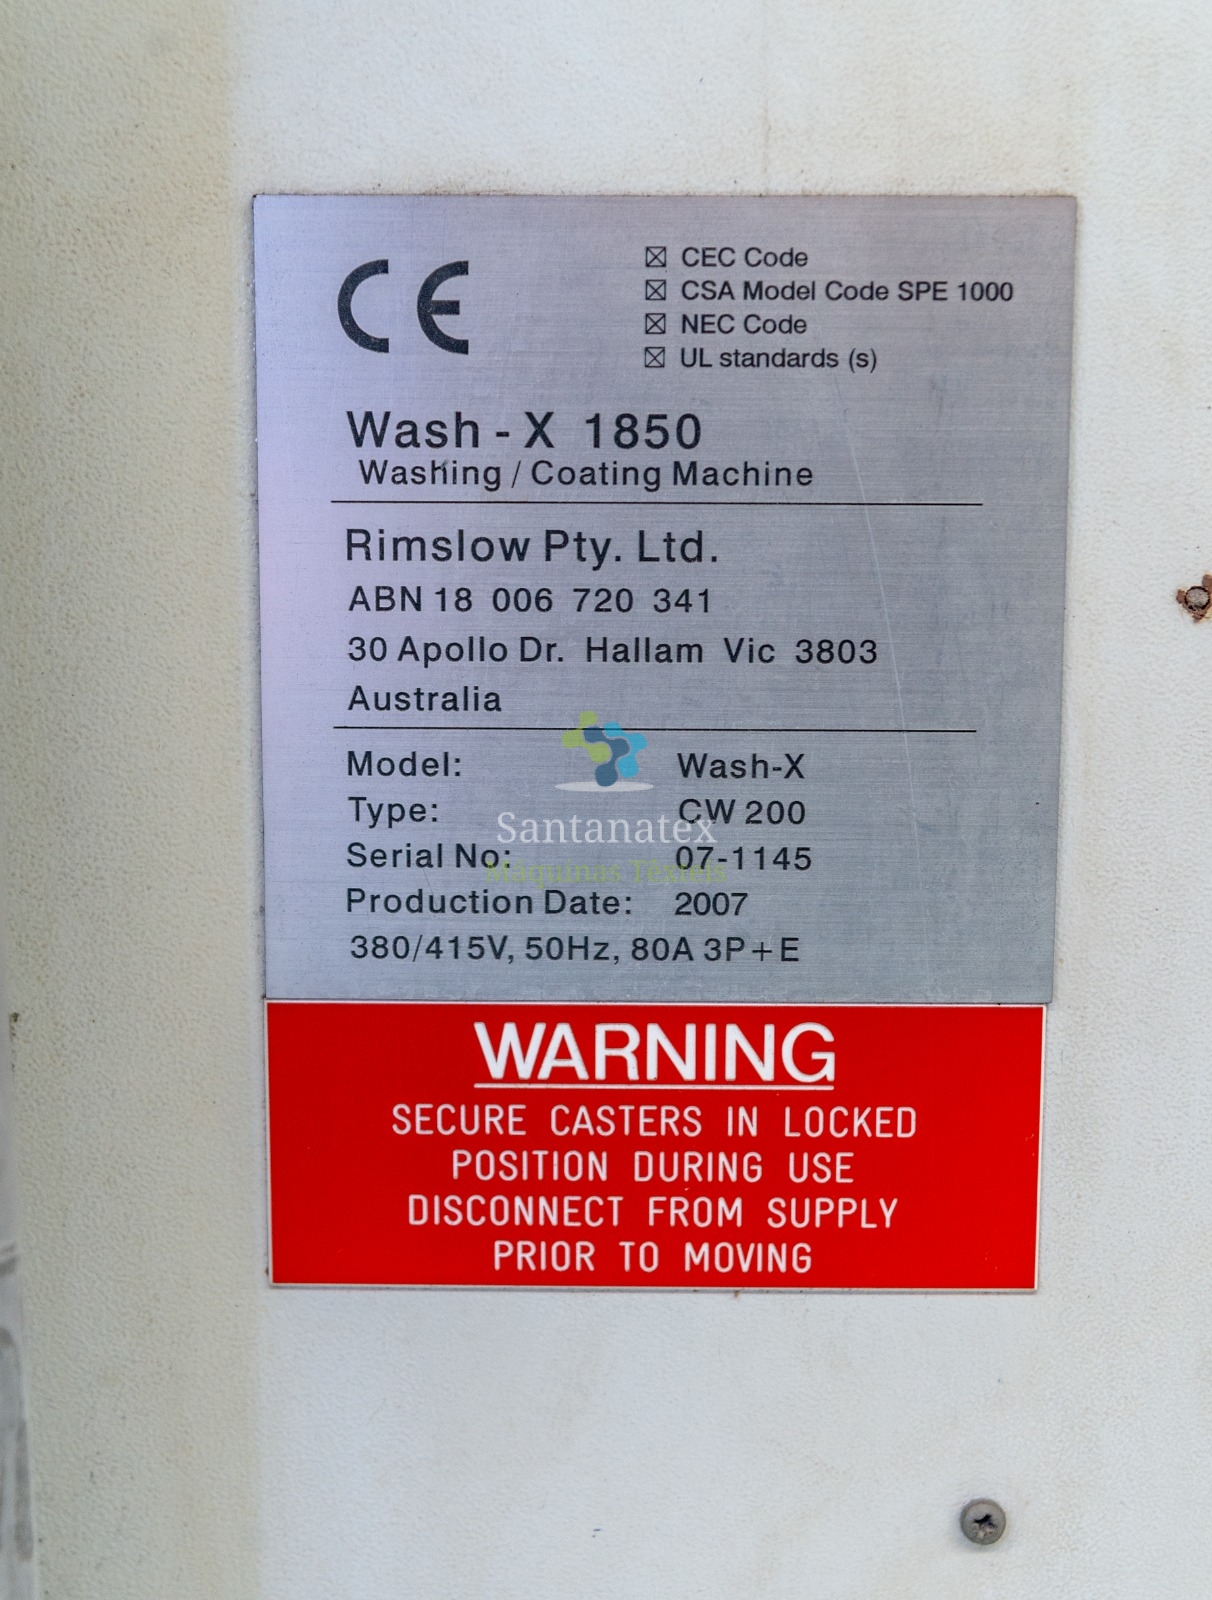 CE
☒ CEC Code
☒ CSA Model Code SPE 1000
☒ NEC Code
☒ UL standards (s)
Wash - X 1850
Washing / Coating Machine
Rimslow Pty. Ltd.
ABN 18 006 720 341
30 Apollo Dr. Hallam Vic 3803
Australia
Model: Wash-X
Type: CW 200
Santanatex
Serial No: 07-1145
Máquinas Têxteis
Production Date: 2007
380/415V, 50Hz, 80A 3P+E
WARNING
SECURE CASTERS IN LOCKED
POSITION DURING USE
DISCONNECT FROM SUPPLY
PRIOR TO MOVING